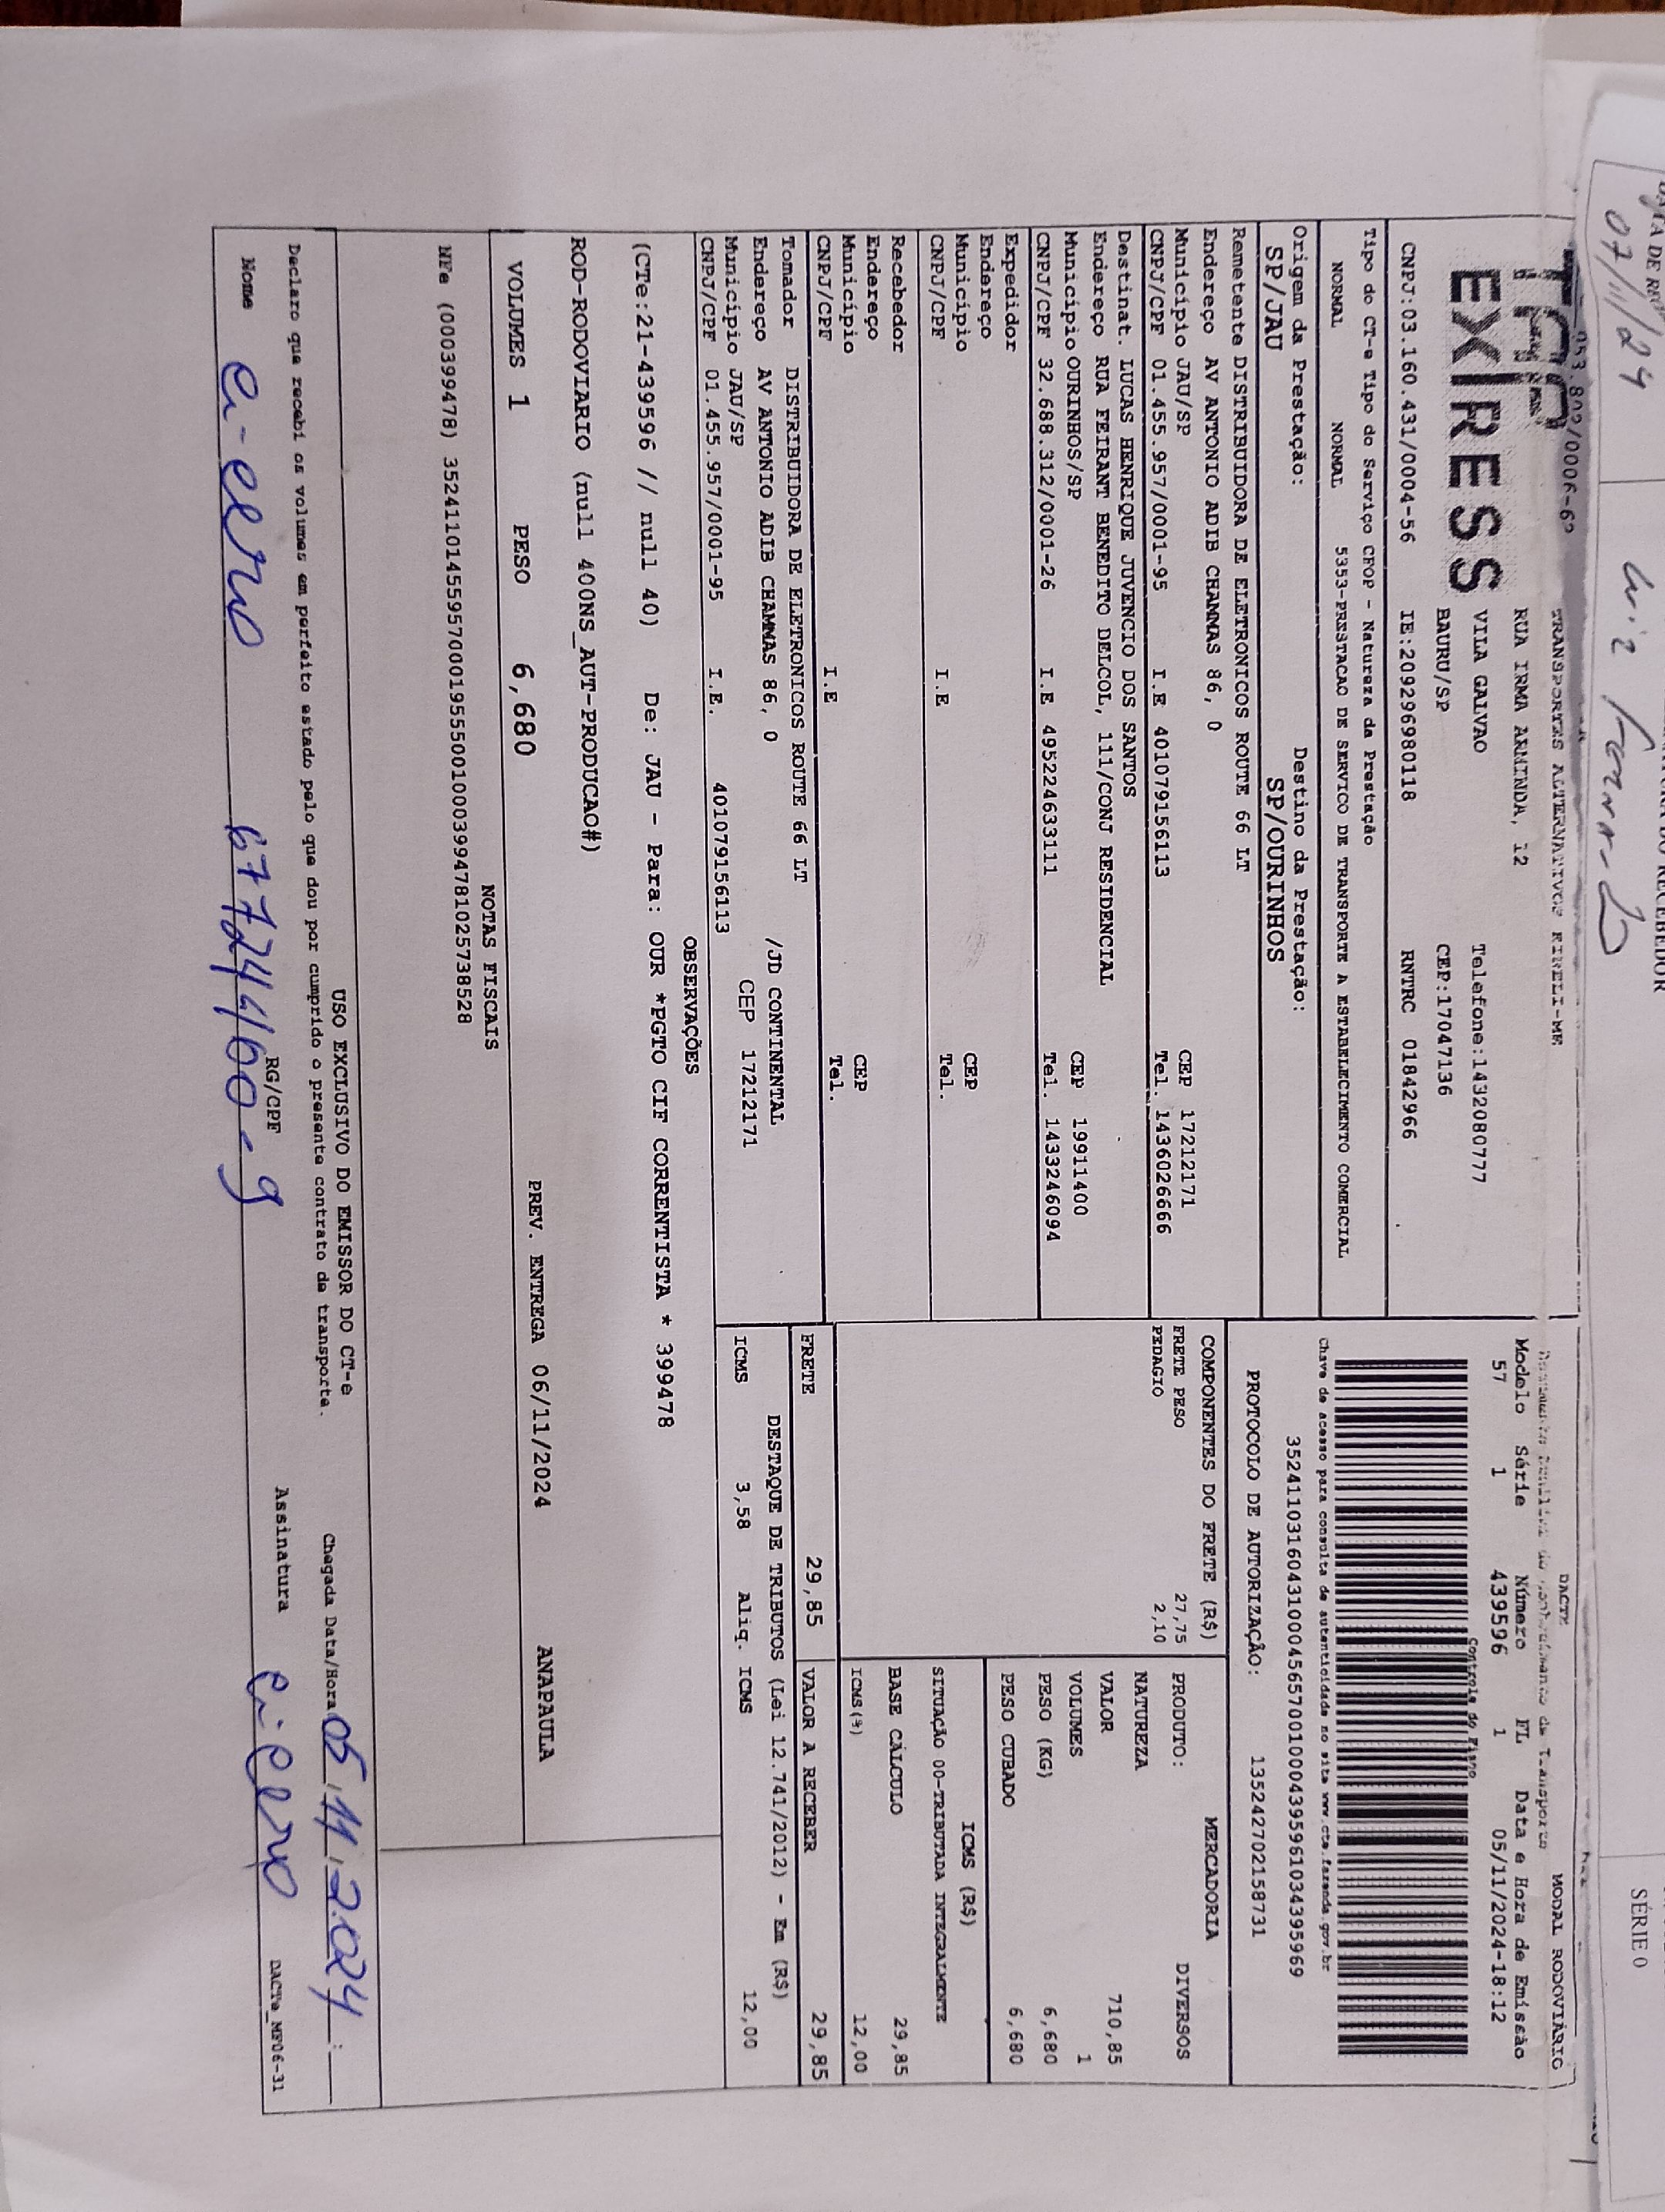 07/11/24
SÉRIE 0
EXPRESS
TRANSPORTES ALTERNATIVOS EIRELI-ME
RUA IRMA ARMINDA, 12
VILA GALVAO Telefone:1432080777
BAURU/SP CEP:17047136
CNPJ:03.160.431/0004-56 IE:209296980118 RNTRC 01842966
DACTE MODAL RODOVIÁRIO
Modelo Série Número FL Data e Hora de Emissão
57 1 439596 1 05/11/2024-18:12
Controle do Fisco
Chave de acesso para consulta de autenticidade no site www.cte.fazenda.gov.br
35241103160431000456570010004395961034395969
PROTOCOLO DE AUTORIZAÇÃO: 135242702158731
Tipo do CT-e Tipo do Serviço CFOP - Natureza da Prestação
NORMAL NORMAL 5353-PRESTACAO DE SERVICO DE TRANSPORTE A ESTABELECIMENTO COMERCIAL
Origem da Prestação: Destino da Prestação:
SP/JAU SP/OURINHOS
Remetente DISTRIBUIDORA DE ELETRONICOS ROUTE 66 LT
Endereço AV ANTONIO ADIB CHAMMAS 86, 0
Município JAU/SP CEP 17212171
CNPJ/CPF 01.455.957/0001-95 I.E 401079156113 Tel. 1436026666
Destinat. LUCAS HENRIQUE JUVENCIO DOS SANTOS
Endereço RUA FEIRANT BENEDITO DELCOL, 111/CONJ RESIDENCIAL
Município OURINHOS/SP CEP 19911400
CNPJ/CPF 32.688.312/0001-26 I.E 495224633111 Tel. 1433246094
Expedidor
Endereço
Município CEP
CNPJ/CPF I.E Tel.
Recebedor
Endereço
Município CEP
CNPJ/CPF I.E Tel.
Tomador DISTRIBUIDORA DE ELETRONICOS ROUTE 66 LT
Endereço AV ANTONIO ADIB CHAMMAS 86, 0 /JD CONTINENTAL
Município JAU/SP CEP 17212171
CNPJ/CPF 01.455.957/0001-95 I.E. 401079156113
COMPONENTES DO FRETE (R$)
FRETE PESO 27,75
PEDAGIO 2,10
MERCADORIA
PRODUTO: DIVERSOS
NATUREZA
VALOR 710,85
VOLUMES 1
PESO (KG) 6,680
PESO CUBADO 6,680
ICMS (R$)
SITUAÇÃO 00-TRIBUTADA INTEGRALMENTE
BASE CÁLCULO 29,85
ICMS(%) 12,00
FRETE 29,85 VALOR A RECEBER 29,85
DESTAQUE DE TRIBUTOS (Lei 12.741/2012) - Em (R$)
ICMS 3,58 Aliq. ICMS 12,00
OBSERVAÇÕES
(CTe:21-439596 // null 40) De: JAU - Para: OUR *PGTO CIF CORRENTISTA * 399478
ROD-RODOVIARIO (null 400NS_AUT-PRODUCAO#)
VOLUMES 1 PESO 6,680 PREV. ENTREGA 06/11/2024 ANAPAULA
NOTAS FISCAIS
NFe (000399478) 35241101455957000195550010003994781025738528
USO EXCLUSIVO DO EMISSOR DO CT-e
Declaro que recebi os volumes em perfeito estado pelo que dou por cumprido o presente contrato de transporte.
Chegada Data/Hora 05/11/2024 :
Nome RG/CPF Assinatura
DACTe_MF06-31